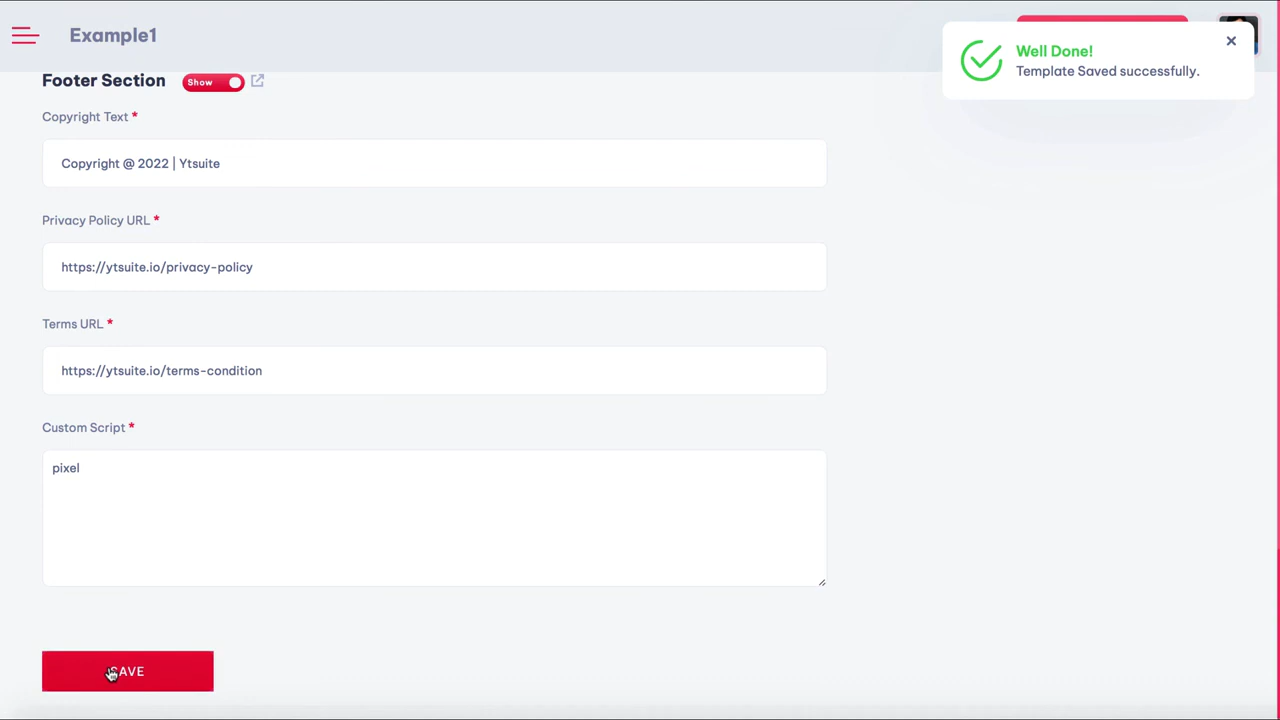 Example1
Well Done!
Template Saved successfully.
Footer Section Show
Copyright Text *
Copyright @ 2022 | Ytsuite
Privacy Policy URL *
https://ytsuite.io/privacy-policy
Terms URL *
https://ytsuite.io/terms-condition
Custom Script *
pixel
SAVE